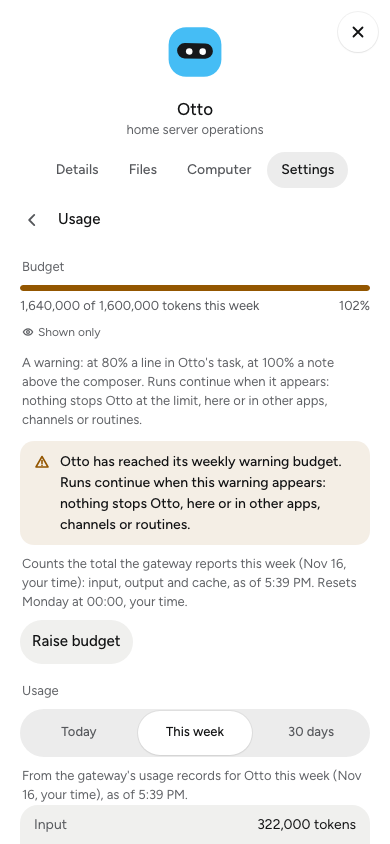 Otto
home server operations
Details Files Computer Settings
Usage
Budget
1,640,000 of 1,600,000 tokens this week 102%
Shown only
A warning: at 80% a line in Otto's task, at 100% a note
above the composer. Runs continue when it appears:
nothing stops Otto at the limit, here or in other apps,
channels or routines.
Otto has reached its weekly warning budget.
Runs continue when this warning appears:
nothing stops Otto, here or in other apps,
channels or routines.
Counts the total the gateway reports this week (Nov 16,
your time): input, output and cache, as of 5:39 PM. Resets
Monday at 00:00, your time.
Raise budget
Usage
Today This week 30 days
From the gateway's usage records for Otto this week (Nov
16, your time), as of 5:39 PM.
Input 322,000 tokens